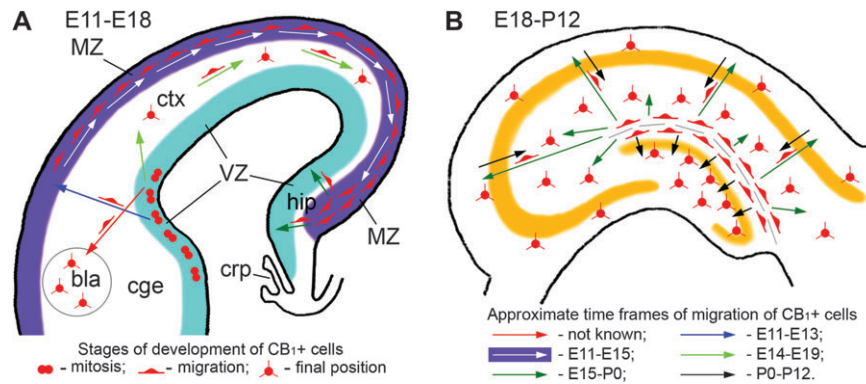 A E11-E18
MZ
ctx
VZ
hip
MZ
bla
cge
crp
Stages of development of CB1+ cells
- mitosis; - migration; - final position
B E18-P12
Approximate time frames of migration of CB1+ cells
- not known; - E11-E13;
- E11-E15; - E14-E19;
- E15-P0; - P0-P12.